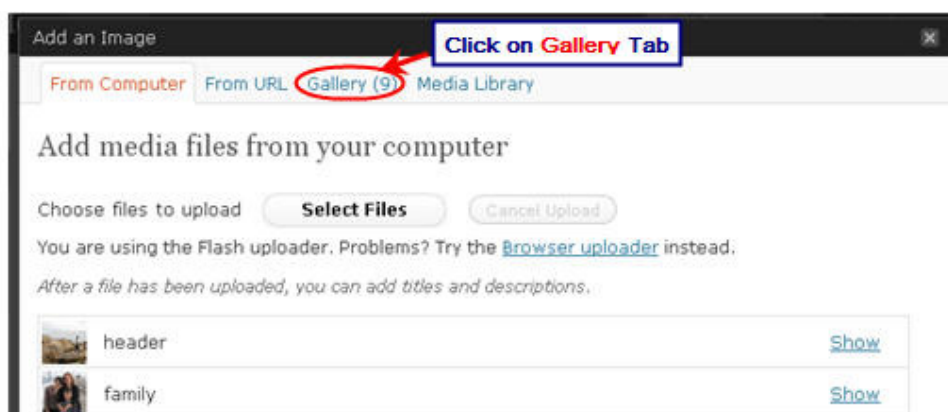 Add an Image
Click on Gallery Tab
From Computer From URL Gallery (9) Media Library
Add media files from your computer
Choose files to upload Select Files Cancel Upload
You are using the Flash uploader. Problems? Try the Browser uploader instead.
After a file has been uploaded, you can add titles and descriptions.
header Show
family Show